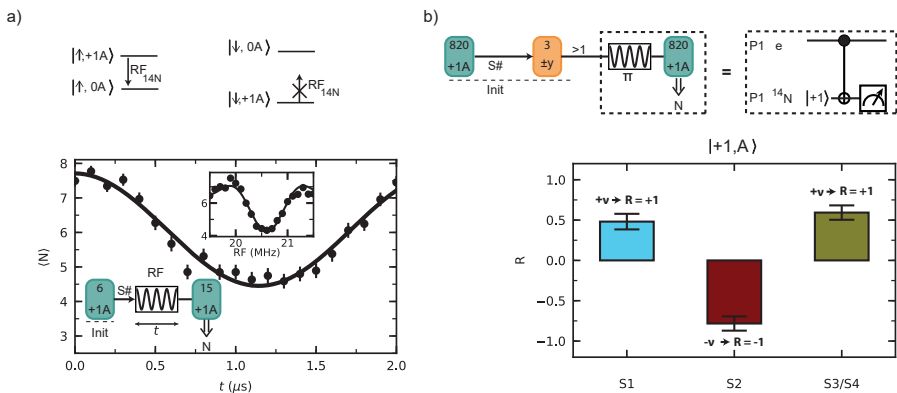 a)
|↑,+1A⟩
RF14N
|↑, 0A⟩
|↓, 0A⟩
RF14N
|↓,+1A⟩
⟨N⟩
8
7
6
5
4
3
0.0 0.5 1.0 1.5 2.0
t (μs)
6
4
20 21
RF (MHz)
6
+1A
Init
S#
RF
t
15
+1A
N
b)
820
+1A
S#
Init
3
±y
>1
π
820
+1A
N
=
P1 e
P1 14N |+1⟩
|+1,A⟩
R
1.0
0.5
0.0
−0.5
−1.0
+ν → R = +1
-ν → R = -1
+ν → R = +1
S1 S2 S3/S4